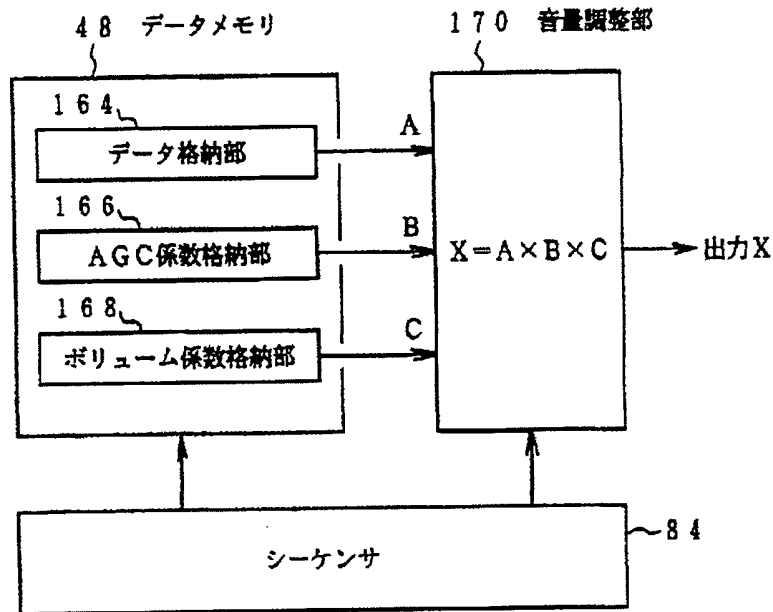 48 データメモリ
170 音量調整部
164
データ格納部
A
166
AGC係数格納部
B
168
ボリューム係数格納部
C
X=A×B×C
出力X
シーケンサ
84